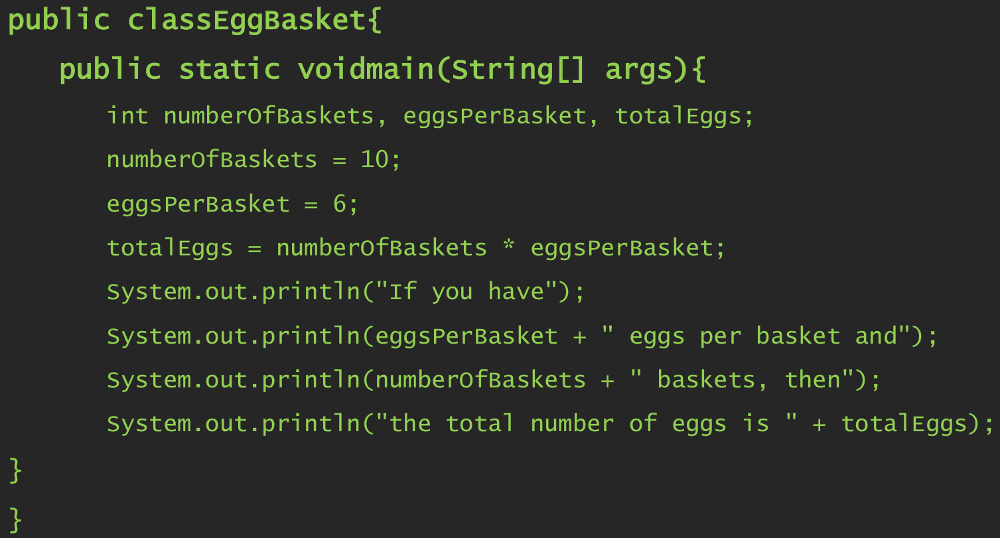 public classEggBasket{
public static voidmain(String[] args){
int numberOfBaskets, eggsPerBasket, totalEggs;
numberOfBaskets = 10;
eggsPerBasket = 6;
totalEggs = numberOfBaskets * eggsPerBasket;
System.out.println("If you have");
System.out.println(eggsPerBasket + " eggs per basket and");
System.out.println(numberOfBaskets + " baskets, then");
System.out.println("the total number of eggs is " + totalEggs);
}
}